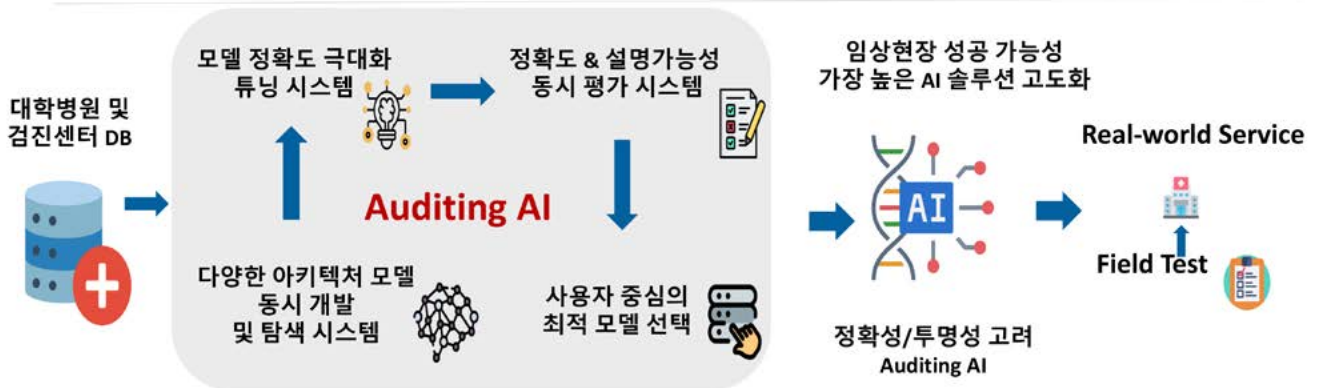 대학병원 및
검진센터 DB
모델 정확도 극대화
튜닝 시스템
정확도 & 설명가능성
동시 평가 시스템
Auditing AI
다양한 아키텍처 모델
동시 개발
및 탐색 시스템
사용자 중심의
최적 모델 선택
임상현장 성공 가능성
가장 높은 AI 솔루션 고도화
AI
정확성/투명성 고려
Auditing AI
Real-world Service
Field Test